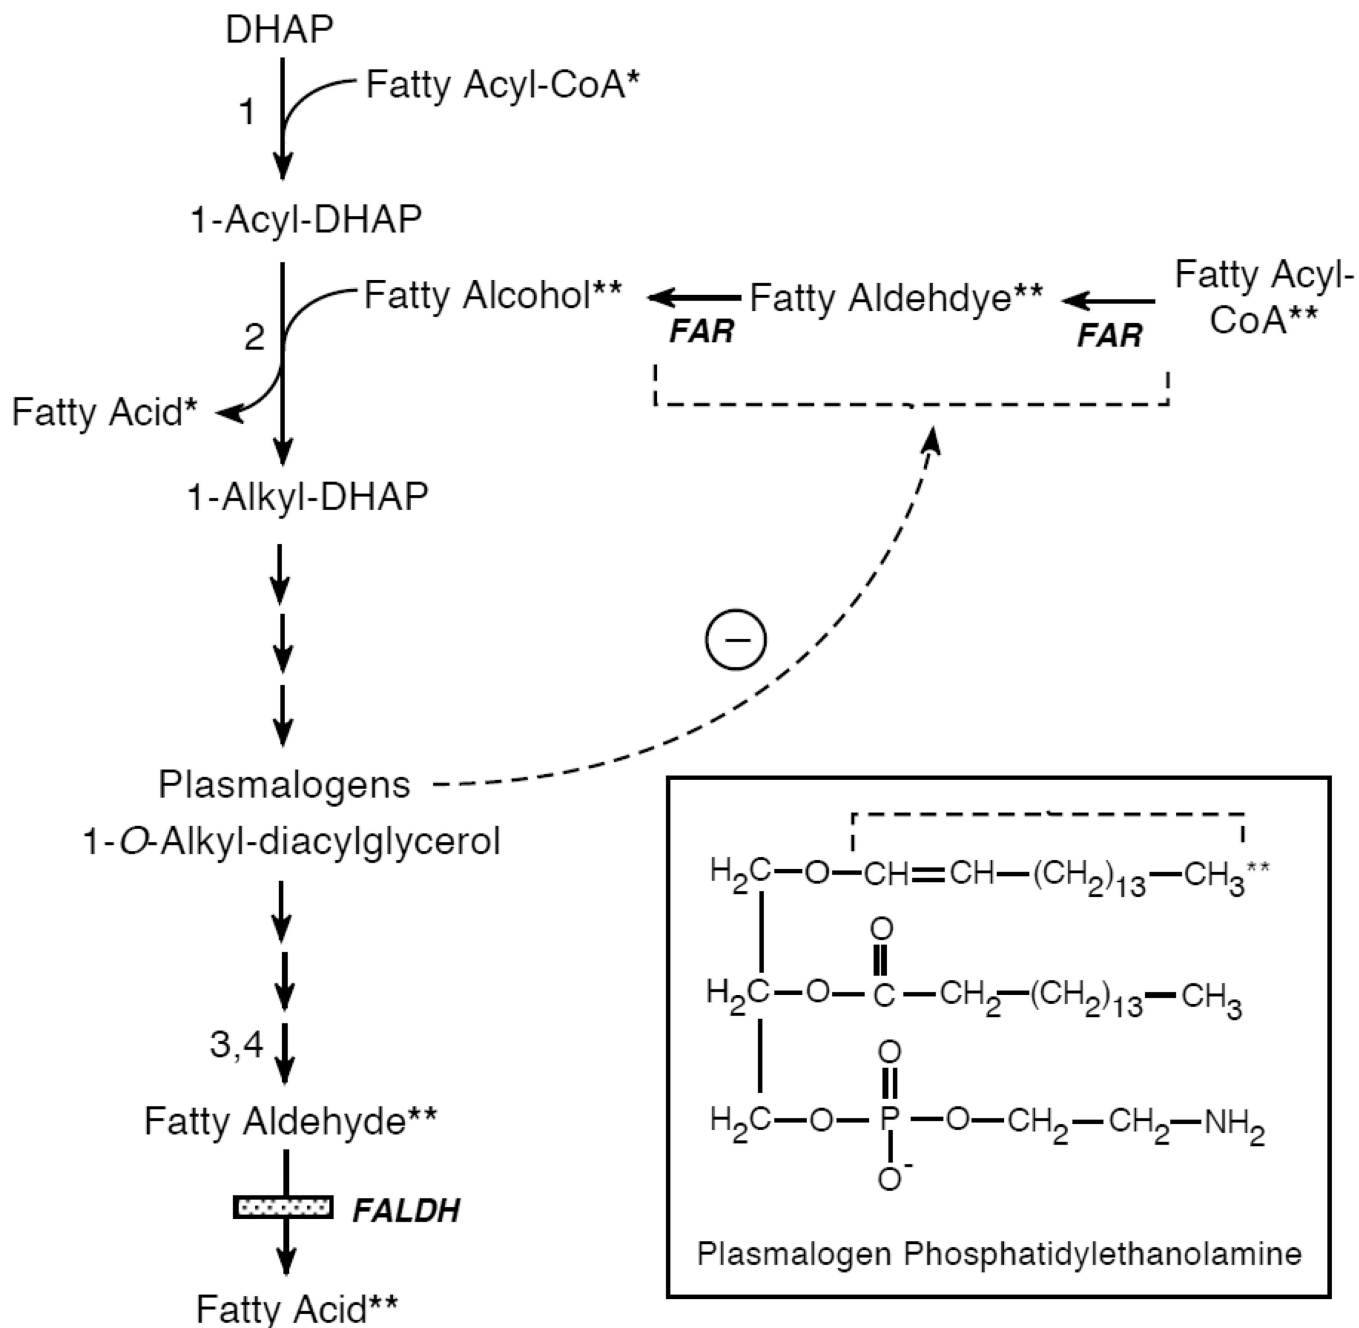 DHAP
Fatty Acyl-CoA*
1
1-Acyl-DHAP
Fatty Alcohol**
FAR
Fatty Aldehdye**
FAR
Fatty Acyl-
CoA**
2
Fatty Acid*
1-Alkyl-DHAP
−
Plasmalogens
1-O-Alkyl-diacylglycerol
3,4
Fatty Aldehyde**
FALDH
Fatty Acid**
H₂C—O—CH=CH—(CH₂)₁₃—CH₃**
O
H₂C—O—C—CH₂—(CH₂)₁₃—CH₃
O
H₂C—O—P—O—CH₂—CH₂—NH₂
O⁻
Plasmalogen Phosphatidylethanolamine